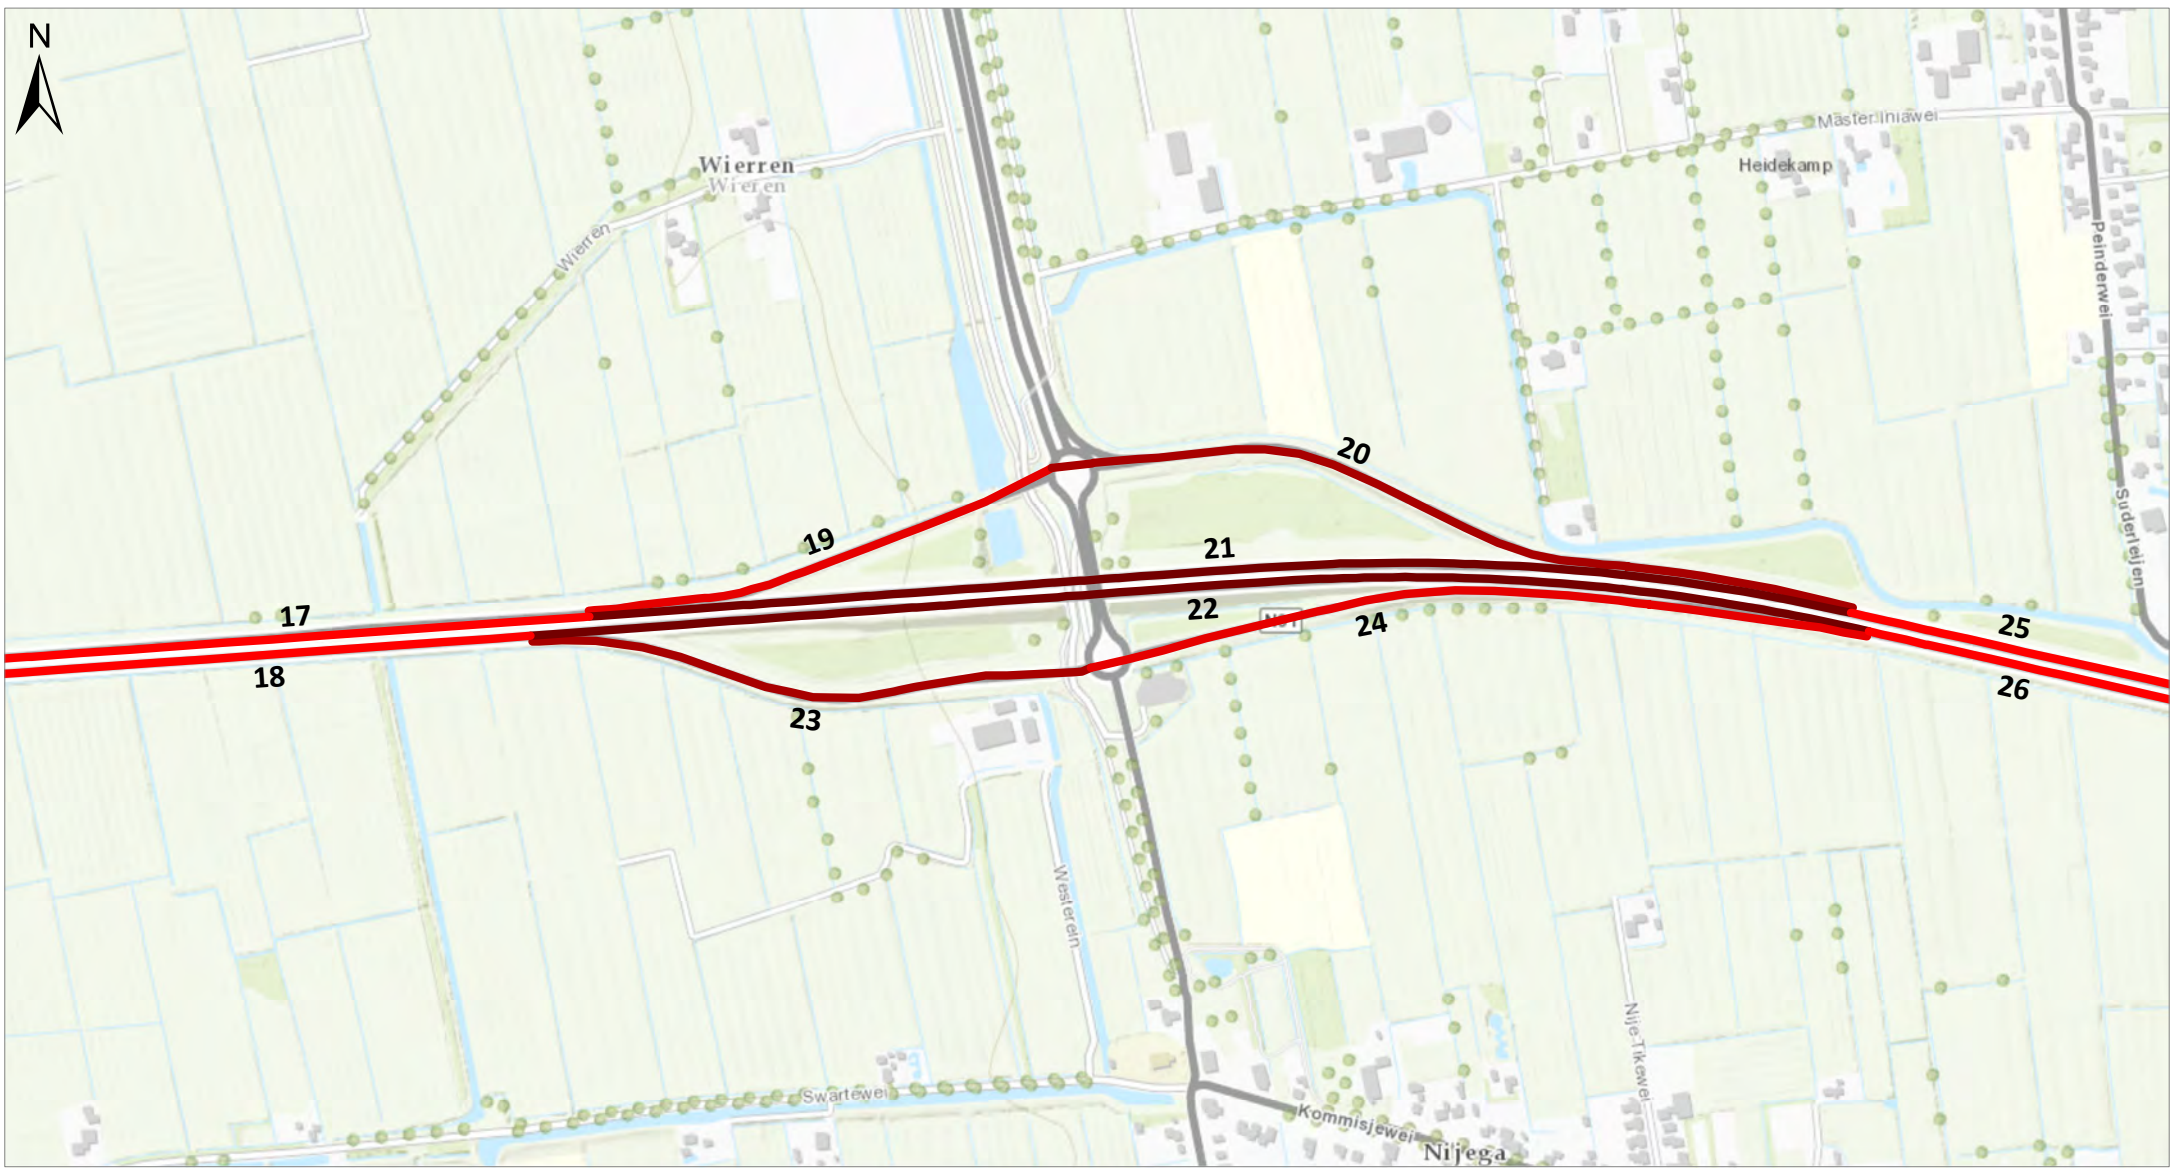 N
Master Iniawei
Wierren
Wieren
Heidekamp
Wierren
Peinderwei
20
Suderleijen
19
21
17
22
24
25
18
26
23
Westerein
Nije-Tikewei
Swartewei
Kommisjewei
Nijega